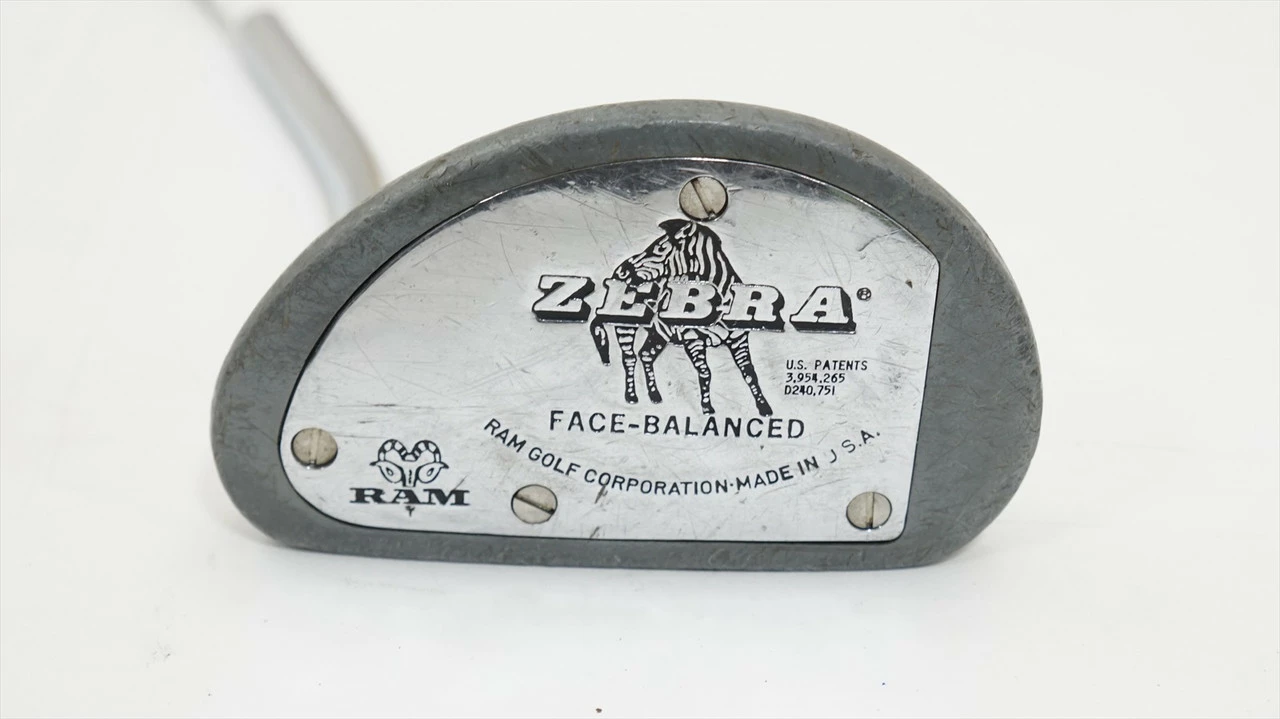 ZEBRA®
U.S. PATENTS
3,954,265
D240,751
FACE-BALANCED
RAM GOLF CORPORATION·MADE IN U.S.A.
RAM